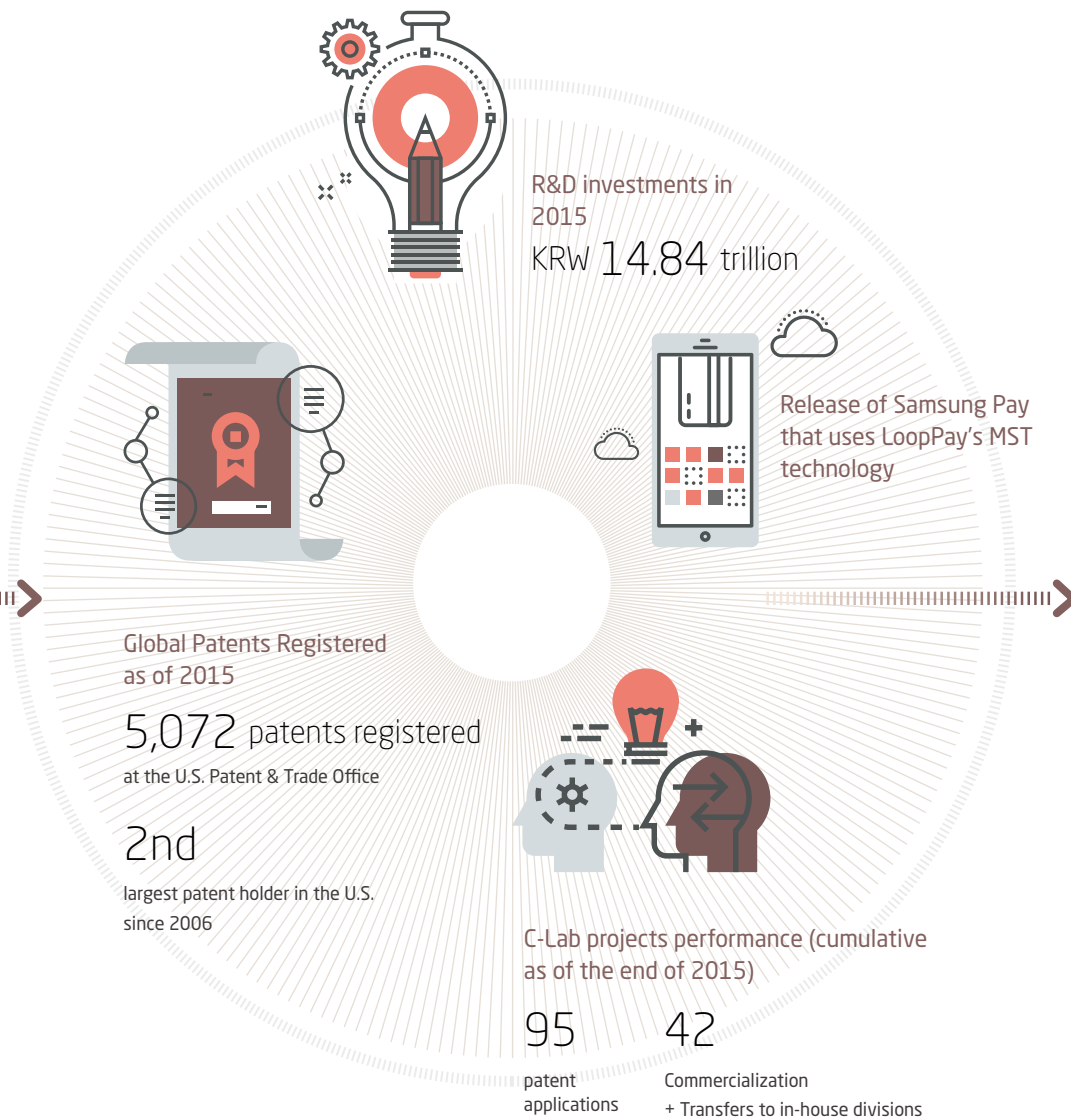 R&D investments in
2015
KRW 14.84 trillion
Release of Samsung Pay
that uses LoopPay's MST
technology
Global Patents Registered
as of 2015
5,072 patents registered
at the U.S. Patent & Trade Office
2nd
largest patent holder in the U.S.
since 2006
C-Lab projects performance (cumulative
as of the end of 2015)
95
patent
applications
42
Commercialization
+ Transfers to in-house divisions